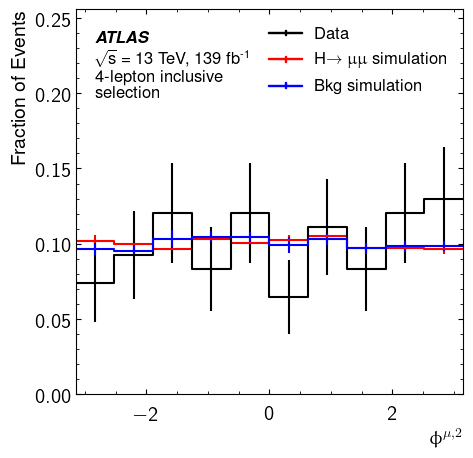 Fraction of Events
0.25
0.20
0.15
0.10
0.05
0.00
ATLAS
√s = 13 TeV, 139 fb⁻¹
4-lepton inclusive
selection
Data
H→ μμ simulation
Bkg simulation
−2 0 2
ϕ^{μ,2}